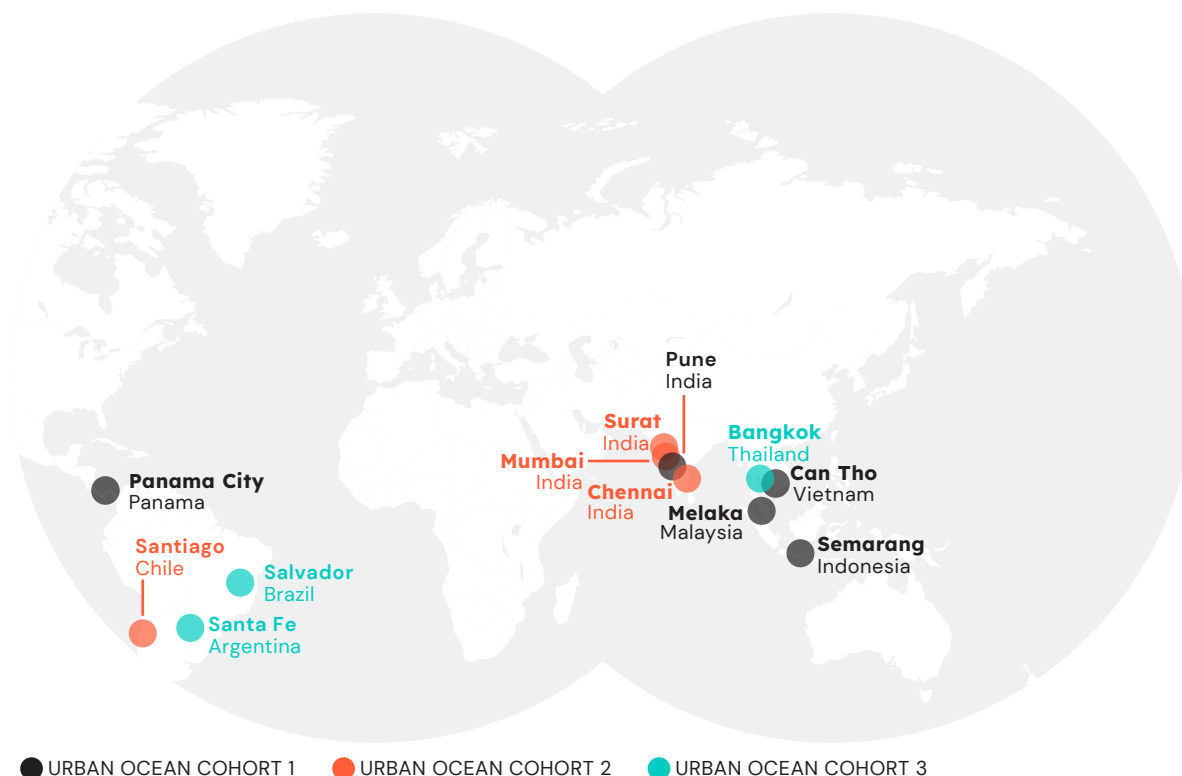 Pune
India
Surat
India
Mumbai
India
Chennai
India
Bangkok
Thailand
Can Tho
Vietnam
Melaka
Malaysia
Semarang
Indonesia
Panama City
Panama
Santiago
Chile
Salvador
Brazil
Santa Fe
Argentina
URBAN OCEAN COHORT 1
URBAN OCEAN COHORT 2
URBAN OCEAN COHORT 3